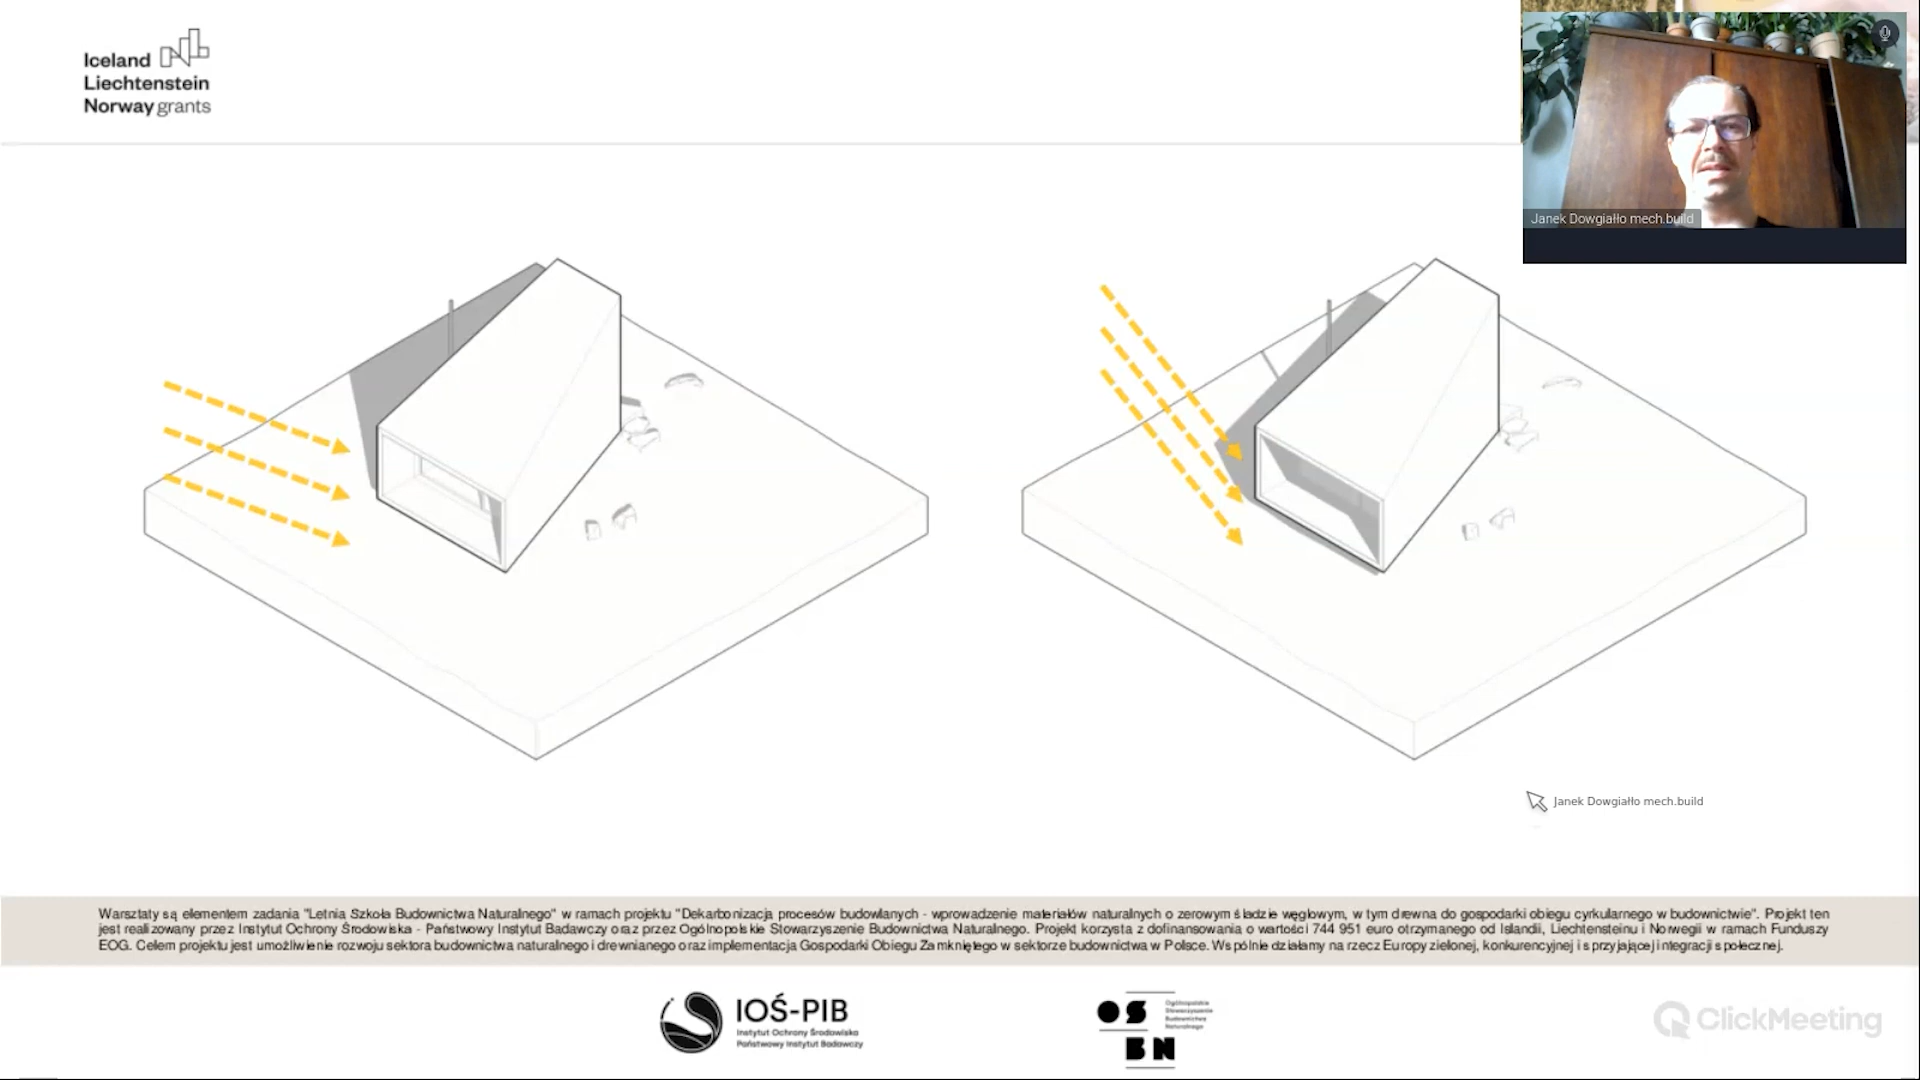 Iceland
Liechtenstein
Norway grants
Janek Dowgiałło mech.build
Janek Dowgiałło mech.build
Warsztaty są elementem zadania "Letnia Szkoła Budownictwa Naturalnego" w ramach projektu "Dekarbonizacja procesów budowlanych - wprowadzenie materiałów naturalnych o zerowym śladzie węglowym, w tym drewna do gospodarki obiegu cyrkularnego w budownictwie". Projekt ten
jest realizowany przez Instytut Ochrony Środowiska - Państwowy Instytut Badawczy oraz przez Ogólnopolskie Stowarzyszenie Budownictwa Naturalnego. Projekt korzysta z dofinansowania o wartości 744 951 euro otrzymanego od Islandii, Liechtensteinu i Norwegii w ramach Funduszy
EOG. Celem projektu jest umożliwienie rozwoju sektora budownictwa naturalnego i drewnianego oraz implementacja Gospodarki Obiegu Zamkniętego w sektorze budownictwa w Polsce. Wspólnie działamy na rzecz Europy zielonej, konkurencyjnej i sprzyjającej integracji społecznej.
IOŚ-PIB
Instytut Ochrony Środowiska
Państwowy Instytut Badawczy
OS
BN
Ogólnopolskie
Stowarzyszenie
Budownictwa
Naturalnego
ClickMeeting